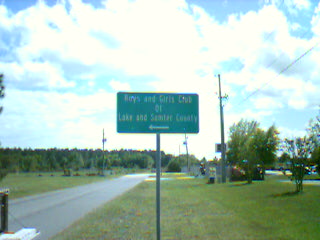 Boys and Girls Club
Of
Lake and Sumter County